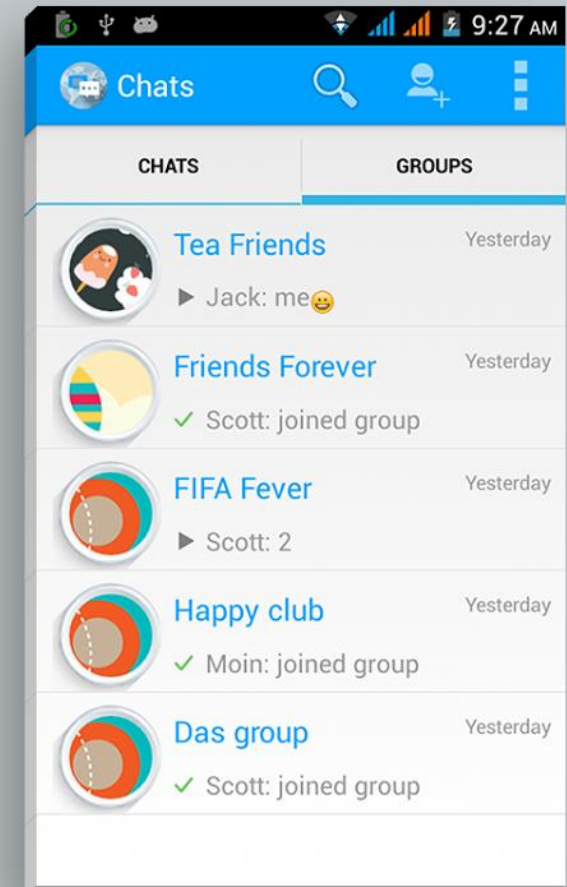 9:27 AM
Chats
CHATS
GROUPS
Tea Friends
Yesterday
Jack: me😀
Friends Forever
Yesterday
Scott: joined group
FIFA Fever
Yesterday
Scott: 2
Happy club
Yesterday
Moin: joined group
Das group
Yesterday
Scott: joined group